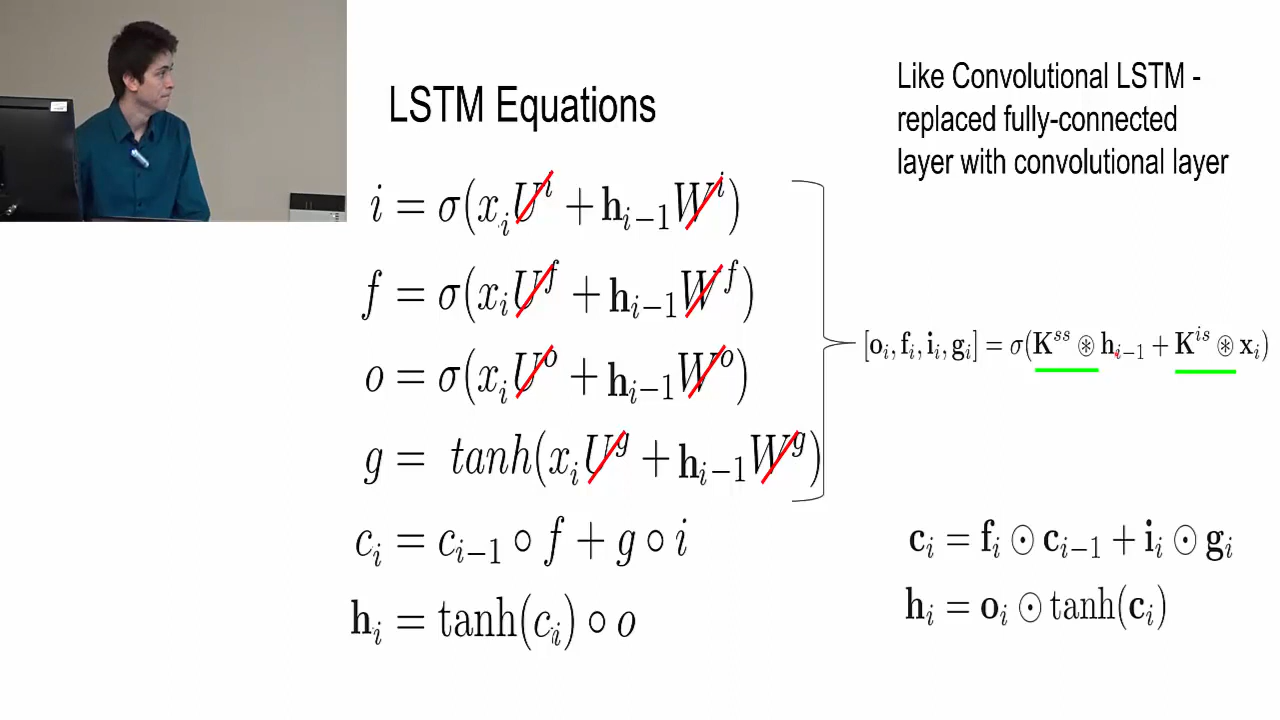 LSTM Equations
Like Convolutional LSTM -
replaced fully-connected
layer with convolutional layer
i = σ(x_i U^i + h_{i−1} W^i)
f = σ(x_i U^f + h_{i−1} W^f)
o = σ(x_i U^o + h_{i−1} W^o)
g = tanh(x_i U^g + h_{i−1} W^g)
[o_i, f_i, i_i, g_i] = σ(K^{ss} ⊛ h_{i−1} + K^{is} ⊛ x_i)
c_i = c_{i−1} ∘ f + g ∘ i
h_i = tanh(c_i) ∘ o
c_i = f_i ⊙ c_{i−1} + i_i ⊙ g_i
h_i = o_i ⊙ tanh(c_i)